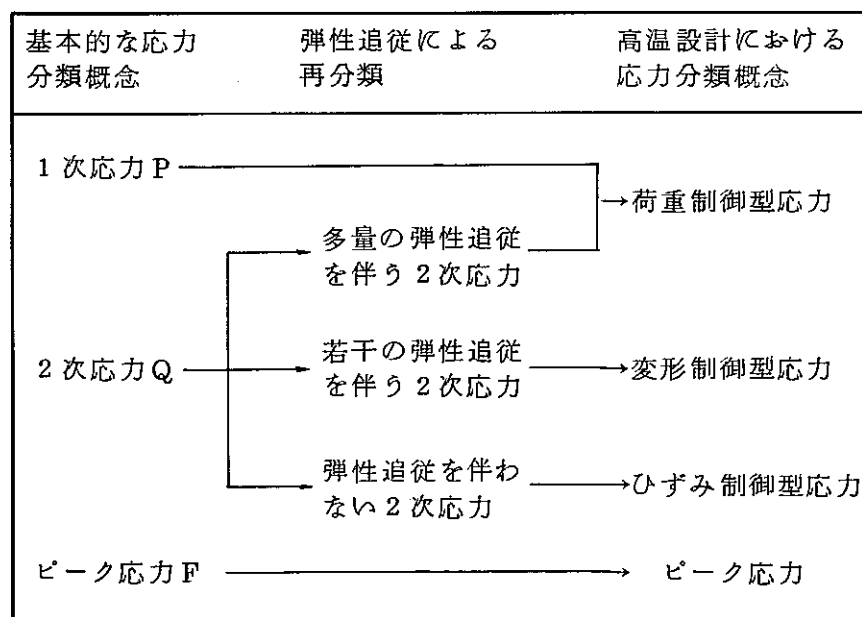 基本的な応力
分類概念
弾性追従による
再分類
高温設計における
応力分類概念
1次応力P
荷重制御型応力
多量の弾性追従
を伴う2次応力
2次応力Q
若干の弾性追従
を伴う2次応力
変形制御型応力
弾性追従を伴わ
ない2次応力
ひずみ制御型応力
ピーク応力F
ピーク応力